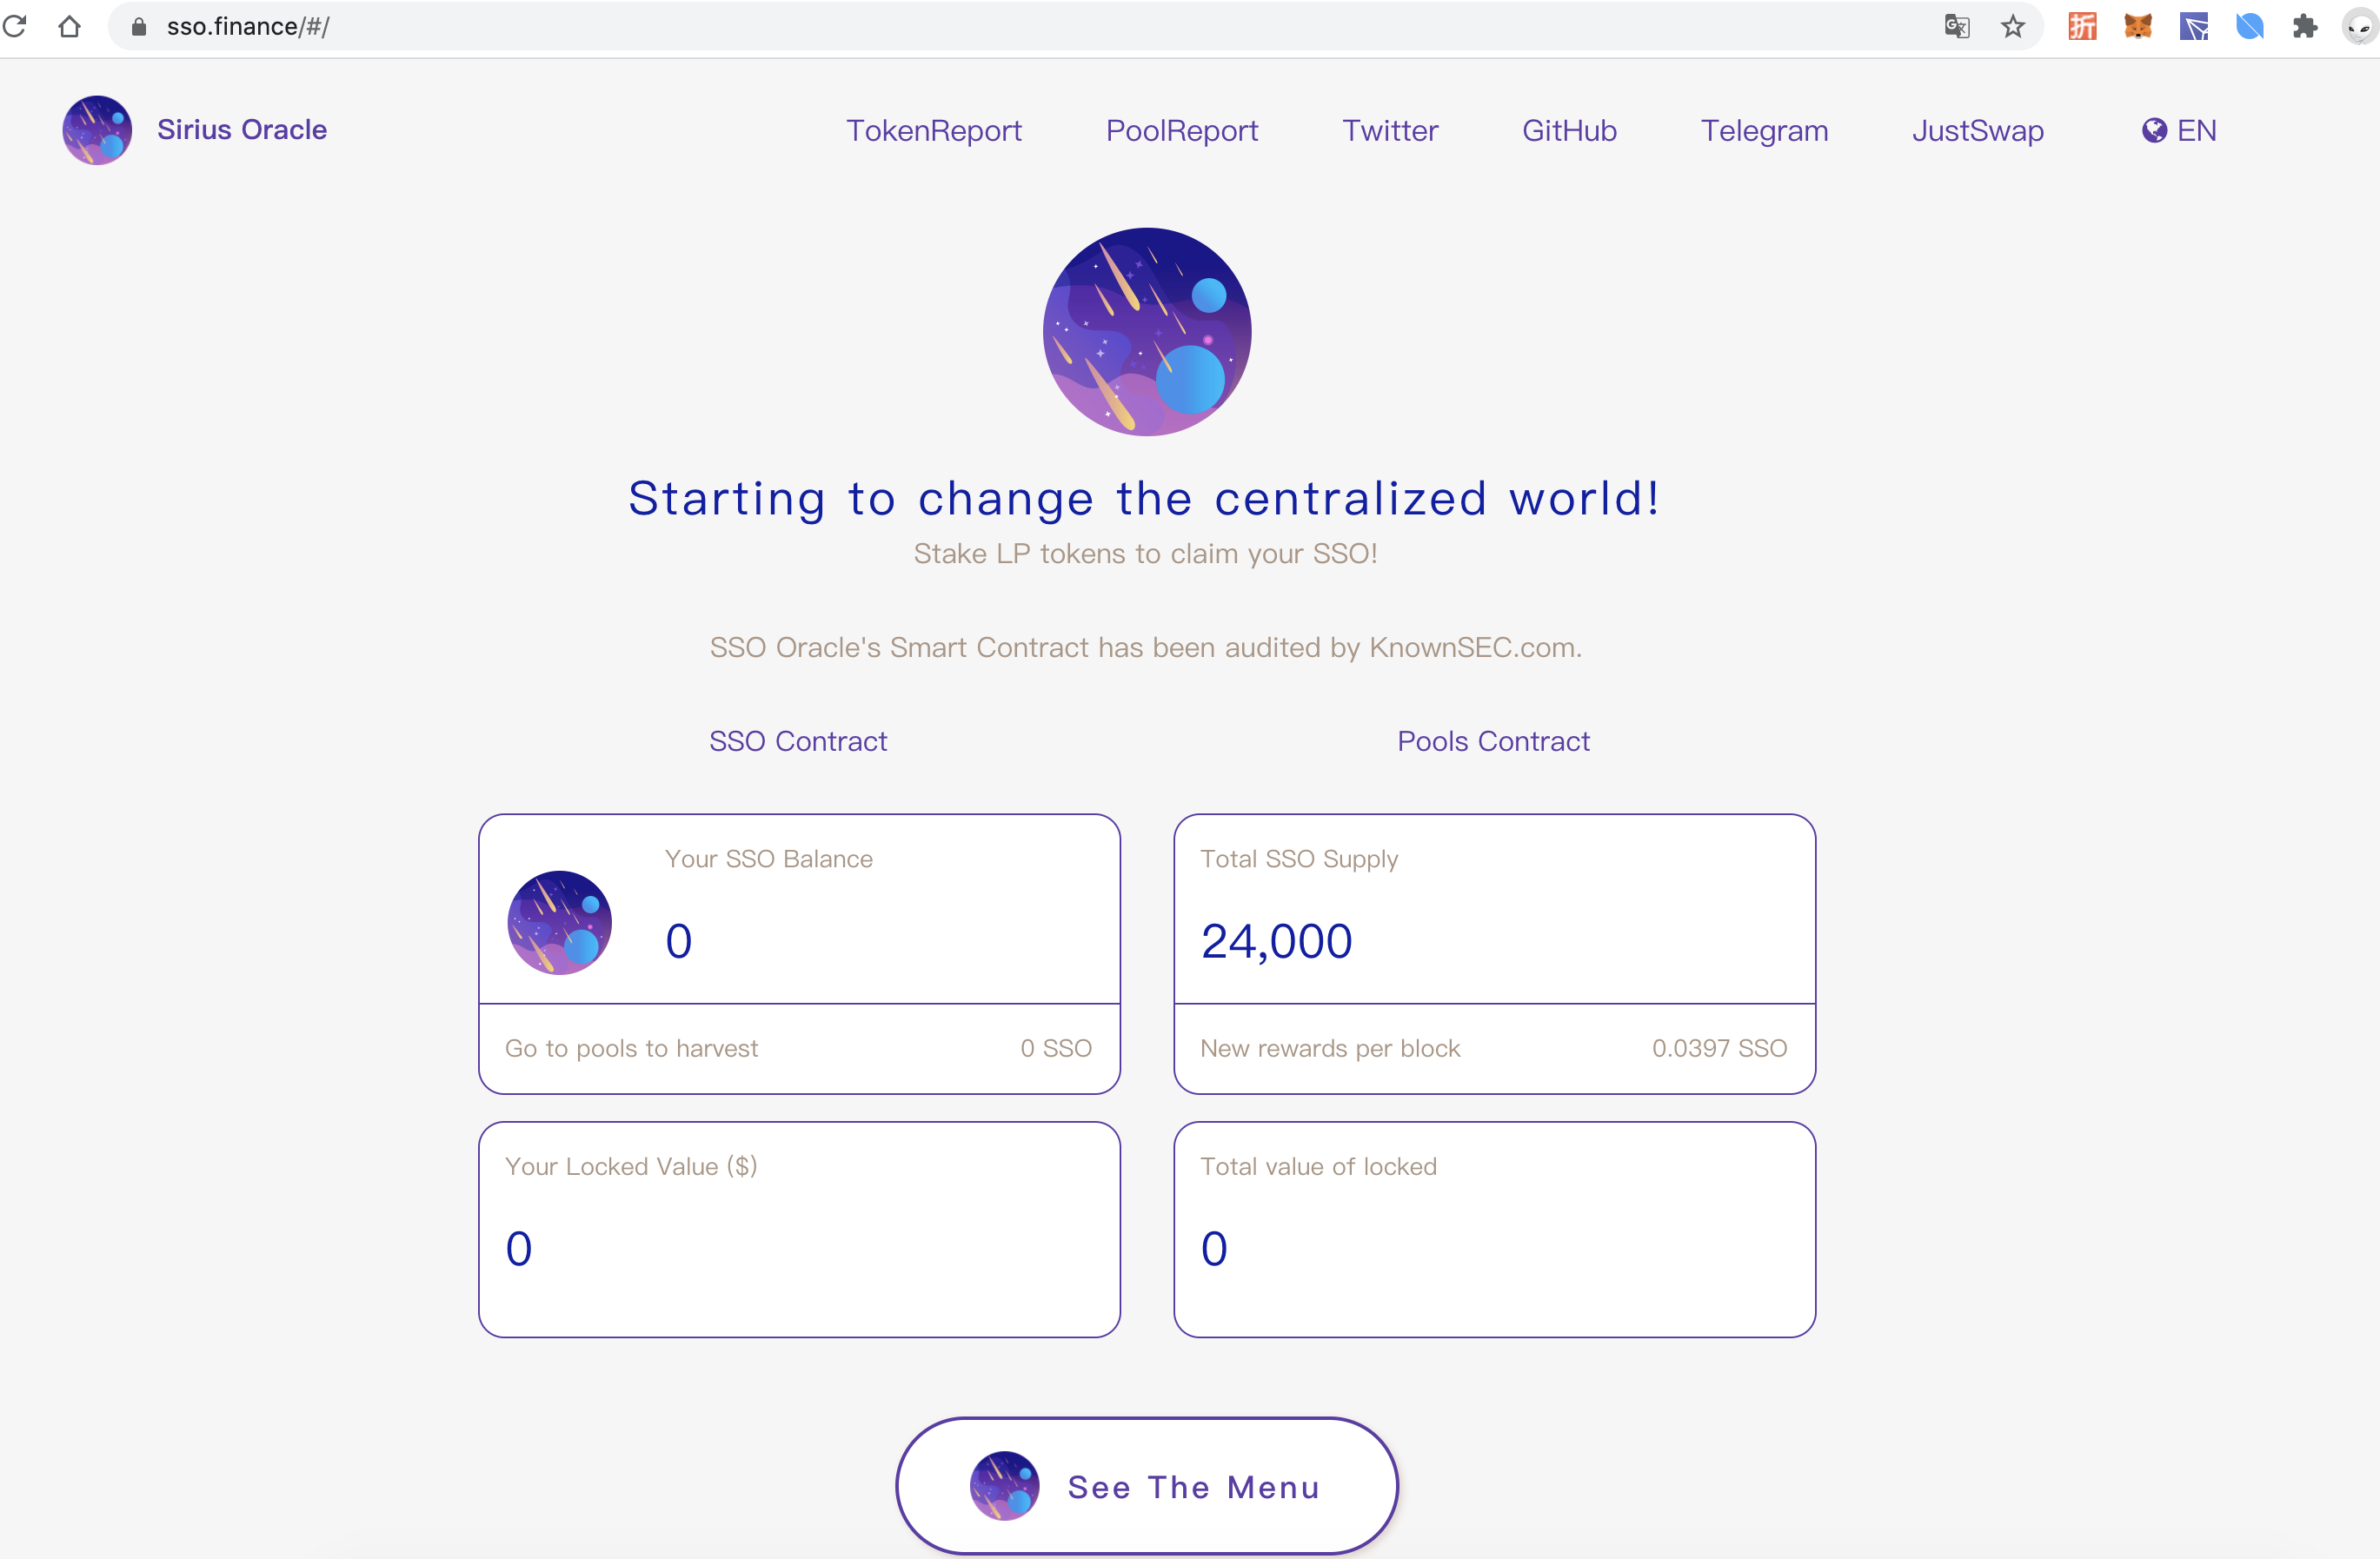 sso.finance/#/
折
Sirius Oracle
TokenReport
PoolReport
Twitter
GitHub
Telegram
JustSwap
EN
Starting to change the centralized world!
Stake LP tokens to claim your SSO!
SSO Oracle's Smart Contract has been audited by KnownSEC.com.
SSO Contract
Pools Contract
Your SSO Balance
0
Go to pools to harvest
0 SSO
Total SSO Supply
24,000
New rewards per block
0.0397 SSO
Your Locked Value ($)
0
Total value of locked
0
See The Menu